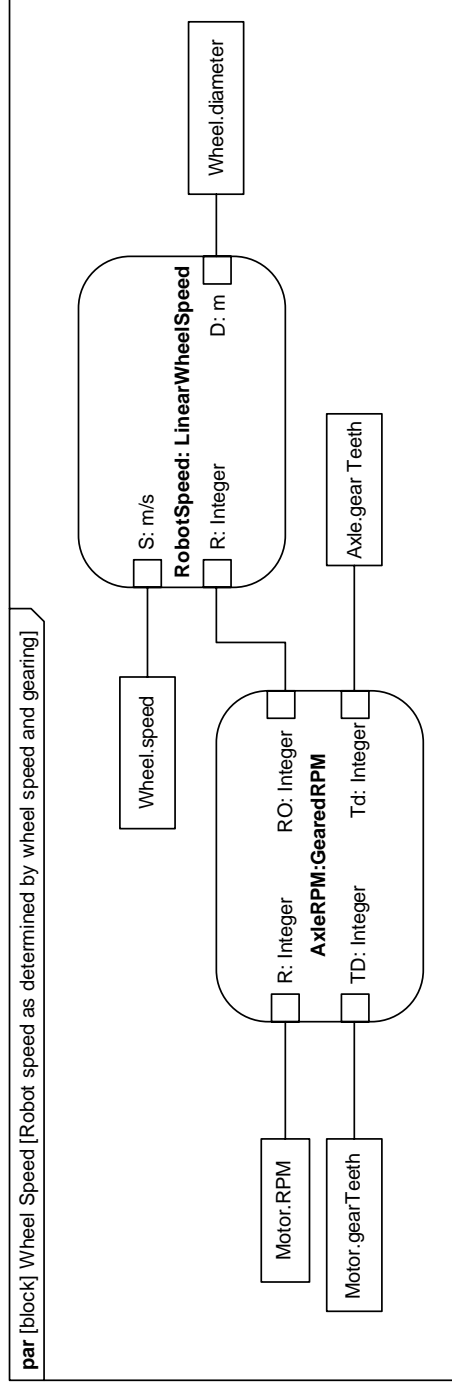 par [block] Wheel Speed [Robot speed as determined by wheel speed and gearing]
Wheel.speed
S: m/s
RobotSpeed: LinearWheelSpeed
R: Integer
D: m
Wheel.diameter
Motor.RPM
R: Integer
RO: Integer
AxleRPM:GearedRPM
TD: Integer
Td: Integer
Motor.gearTeeth
Axle.gear Teeth